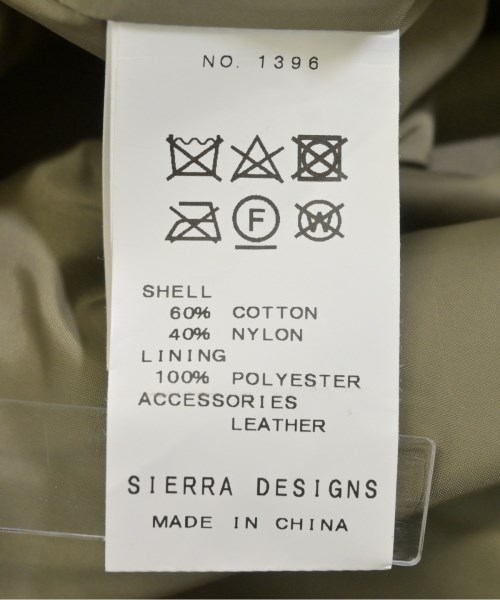 NO. 1396
F
W
SHELL
60% COTTON
40% NYLON
LINING
100% POLYESTER
ACCESSORIES
LEATHER
SIERRA DESIGNS
MADE IN CHINA